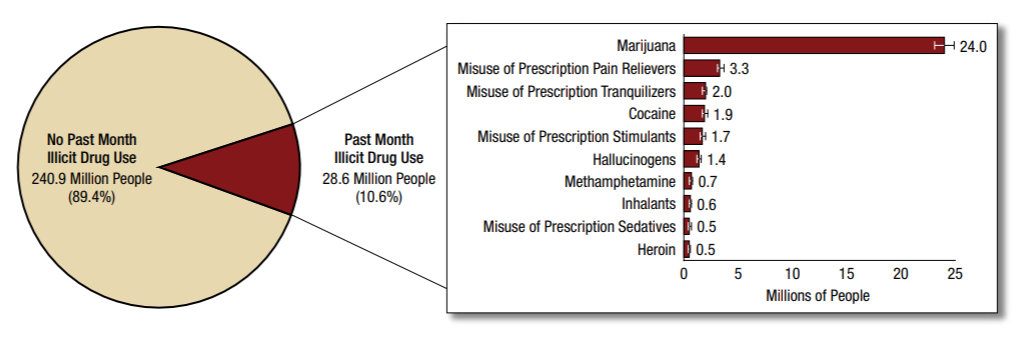 No Past Month
Illicit Drug Use
240.9 Million People
(89.4%)
Past Month
Illicit Drug Use
28.6 Million People
(10.6%)
Marijuana 24.0
Misuse of Prescription Pain Relievers 3.3
Misuse of Prescription Tranquilizers 2.0
Cocaine 1.9
Misuse of Prescription Stimulants 1.7
Hallucinogens 1.4
Methamphetamine 0.7
Inhalants 0.6
Misuse of Prescription Sedatives 0.5
Heroin 0.5
0 5 10 15 20 25
Millions of People